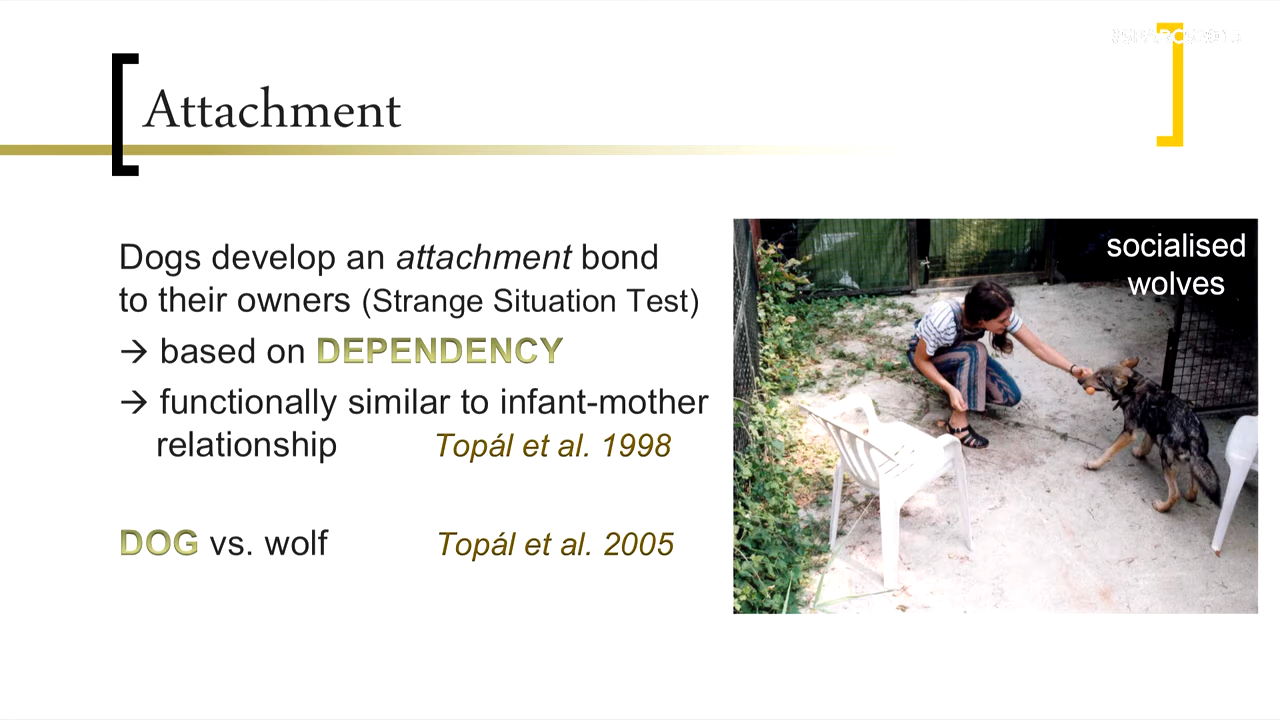 Attachment
Dogs develop an attachment bond
to their owners (Strange Situation Test)
→ based on DEPENDENCY
→ functionally similar to infant-mother
relationship Topál et al. 1998
DOG vs. wolf Topál et al. 2005
socialised
wolves